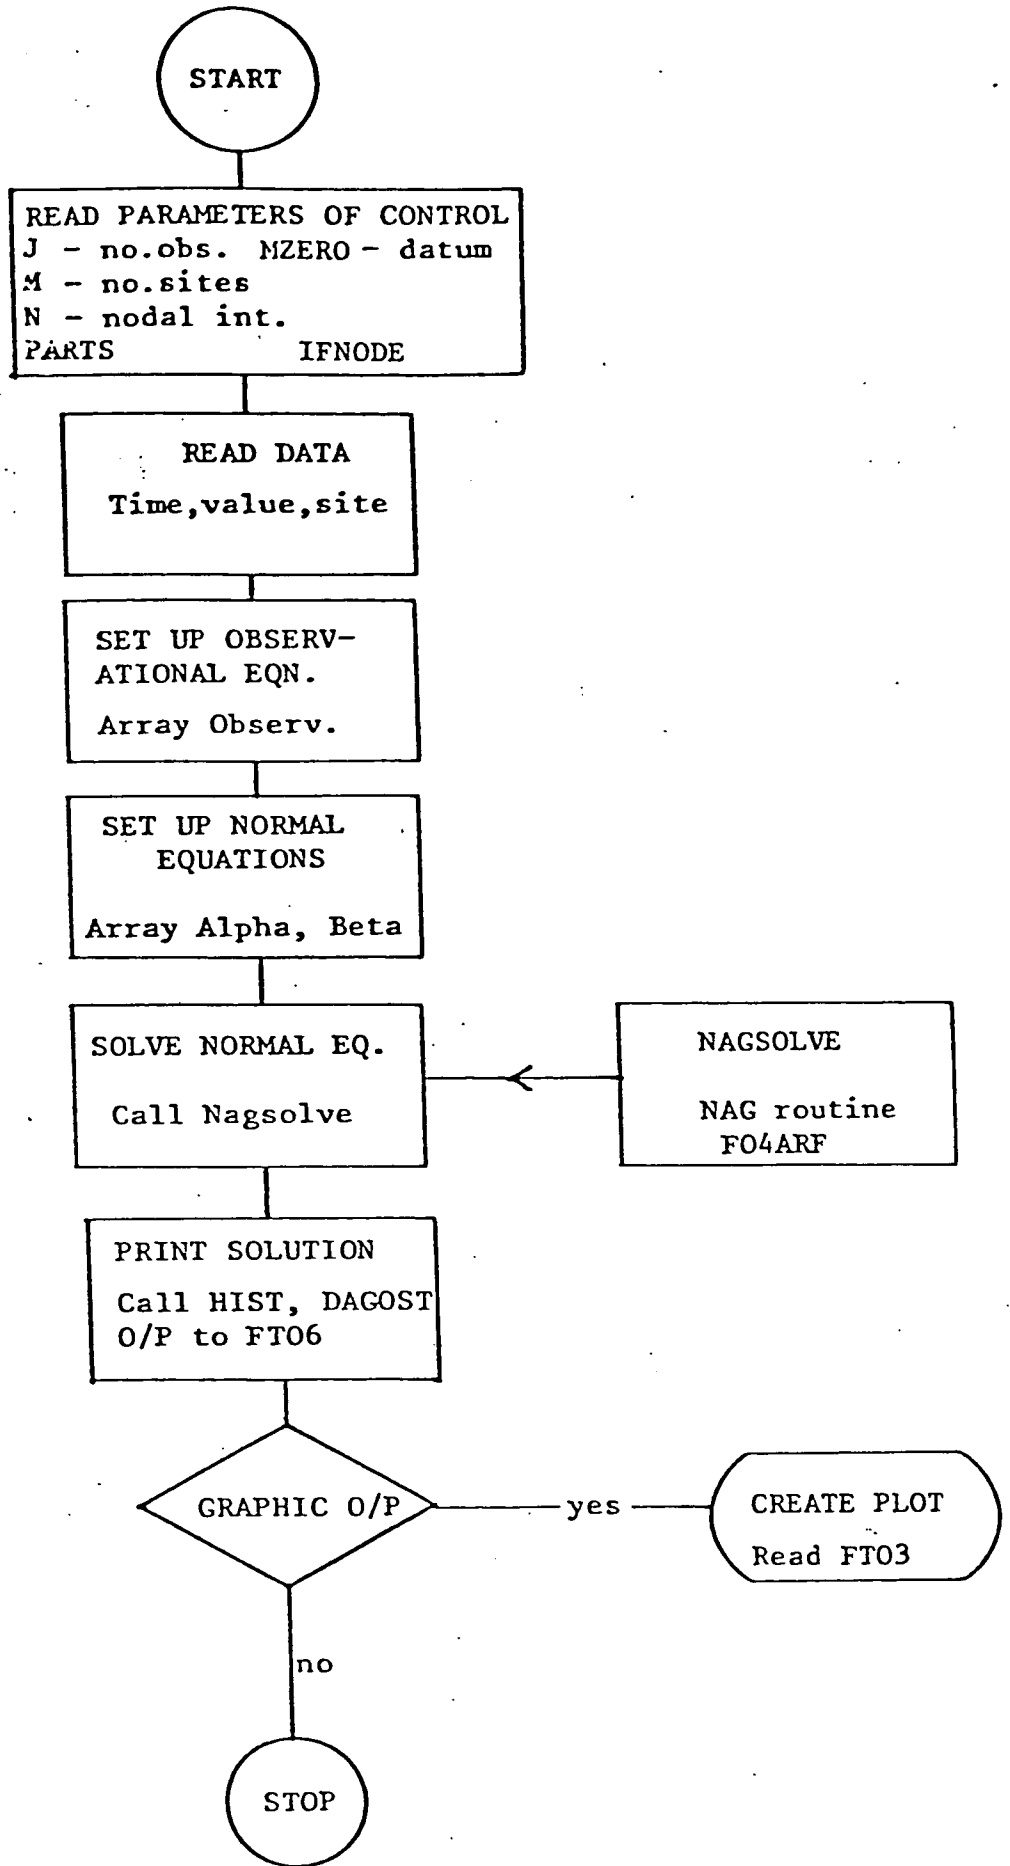 START
READ PARAMETERS OF CONTROL
J - no.obs. MZERO - datum
M - no.sites
N - nodal int.
PARTS IFNODE
READ DATA
Time,value,site
SET UP OBSERV-
ATIONAL EQN.
Array Observ.
SET UP NORMAL
EQUATIONS
Array Alpha, Beta
SOLVE NORMAL EQ.
Call Nagsolve
NAGSOLVE
NAG routine
FO4ARF
PRINT SOLUTION
Call HIST, DAGOST
O/P to FTO6
GRAPHIC O/P
yes
CREATE PLOT
Read FTO3
no
STOP